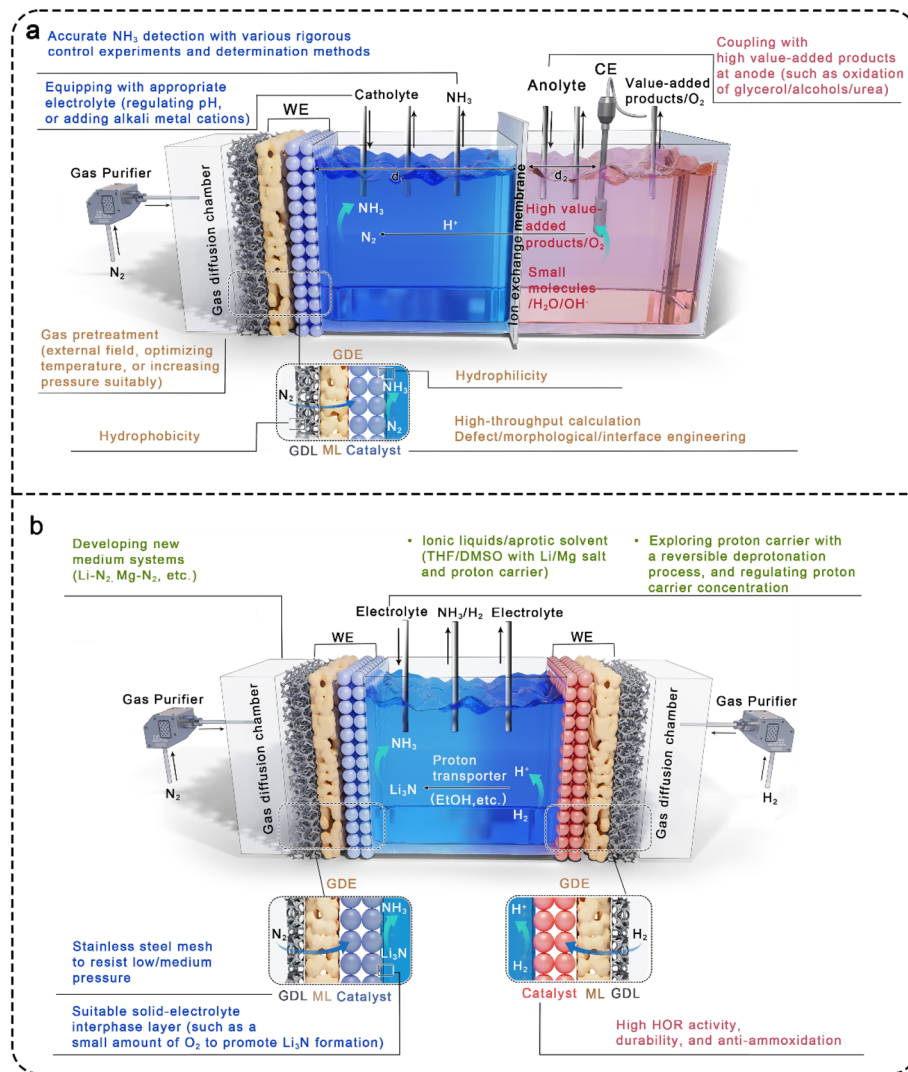 a
Accurate NH₃ detection with various rigorous
control experiments and determination methods
Equipping with appropriate
electrolyte (regulating pH,
or adding alkali metal cations)
WE
Catholyte
NH₃
Anolyte
CE
Coupling with
high value-added products
at anode (such as oxidation
of glycerol/alcohols/urea)
Value-added
products/O₂
Gas Purifier
N₂
Gas diffusion chamber
d₁
NH₃
N₂
H⁺
Ion exchange membrane
d₂
High value-
added
products/O₂
Small
molecules
/H₂O/OH⁻
Gas pretreatment
(external field, optimizing
temperature, or increasing
pressure suitably)
GDE
N₂
NH₃
N₂
Hydrophilicity
Hydrophobicity
High-throughput calculation
Defect/morphological/interface engineering
GDL ML Catalyst
b
Developing new
medium systems
(Li-N₂, Mg-N₂, etc.)
• Ionic liquids/aprotic solvent
(THF/DMSO with Li/Mg salt
and proton carrier)
• Exploring proton carrier with
a reversible deprotonation
process, and regulating proton
carrier concentration
Electrolyte NH₃/H₂ Electrolyte
WE
WE
Gas Purifier
N₂
Gas diffusion chamber
NH₃
Li₃N
Proton
transporter
(EtOH,etc.)
H⁺
H₂
Gas diffusion chamber
Gas Purifier
H₂
GDE
N₂
NH₃
Li₃N
GDL ML Catalyst
GDE
H⁺
H₂
H₂
Catalyst ML GDL
Stainless steel mesh
to resist low/medium
pressure
Suitable solid-electrolyte
interphase layer (such as a
small amount of O₂ to promote Li₃N formation)
High HOR activity,
durability, and anti-ammoxidation